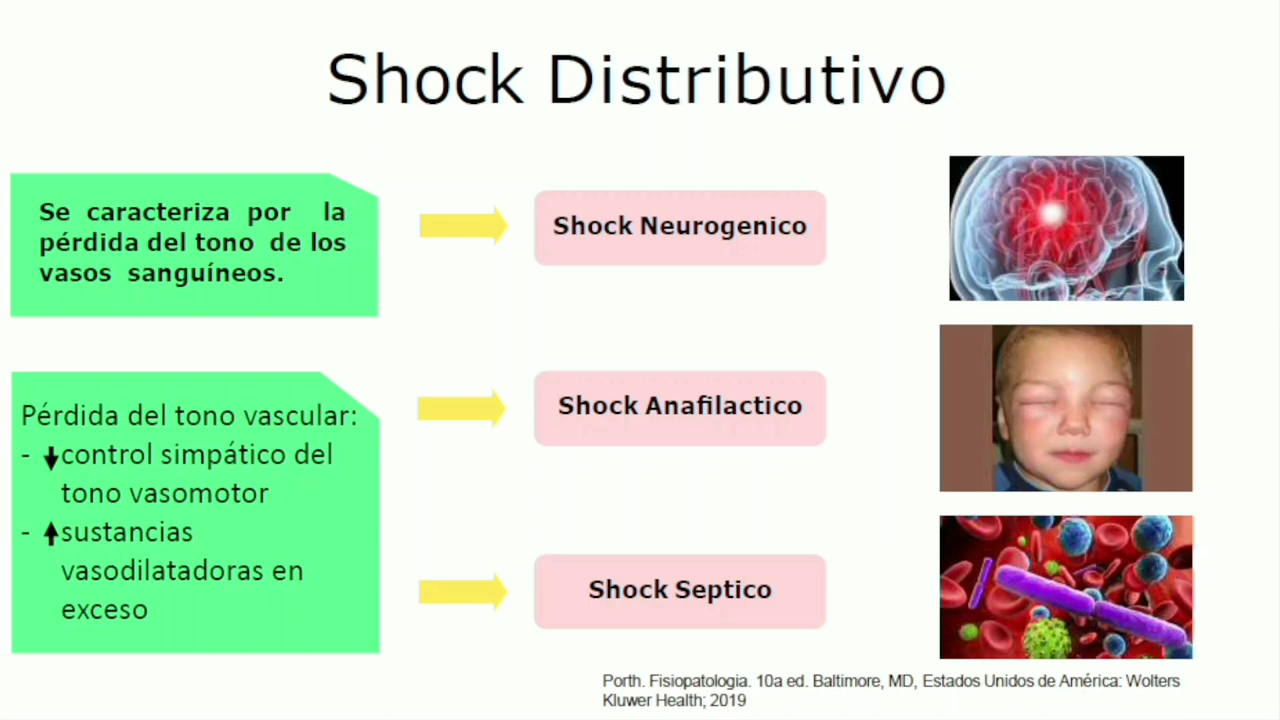 Shock Distributivo
Se caracteriza por la
pérdida del tono de los
vasos sanguíneos.
Pérdida del tono vascular:
- ⬇control simpático del
tono vasomotor
- ⬆sustancias
vasodilatadoras en
exceso
Shock Neurogenico
Shock Anafilactico
Shock Septico
Porth. Fisiopatologia. 10a ed. Baltimore, MD, Estados Unidos de América: Wolters
Kluwer Health; 2019